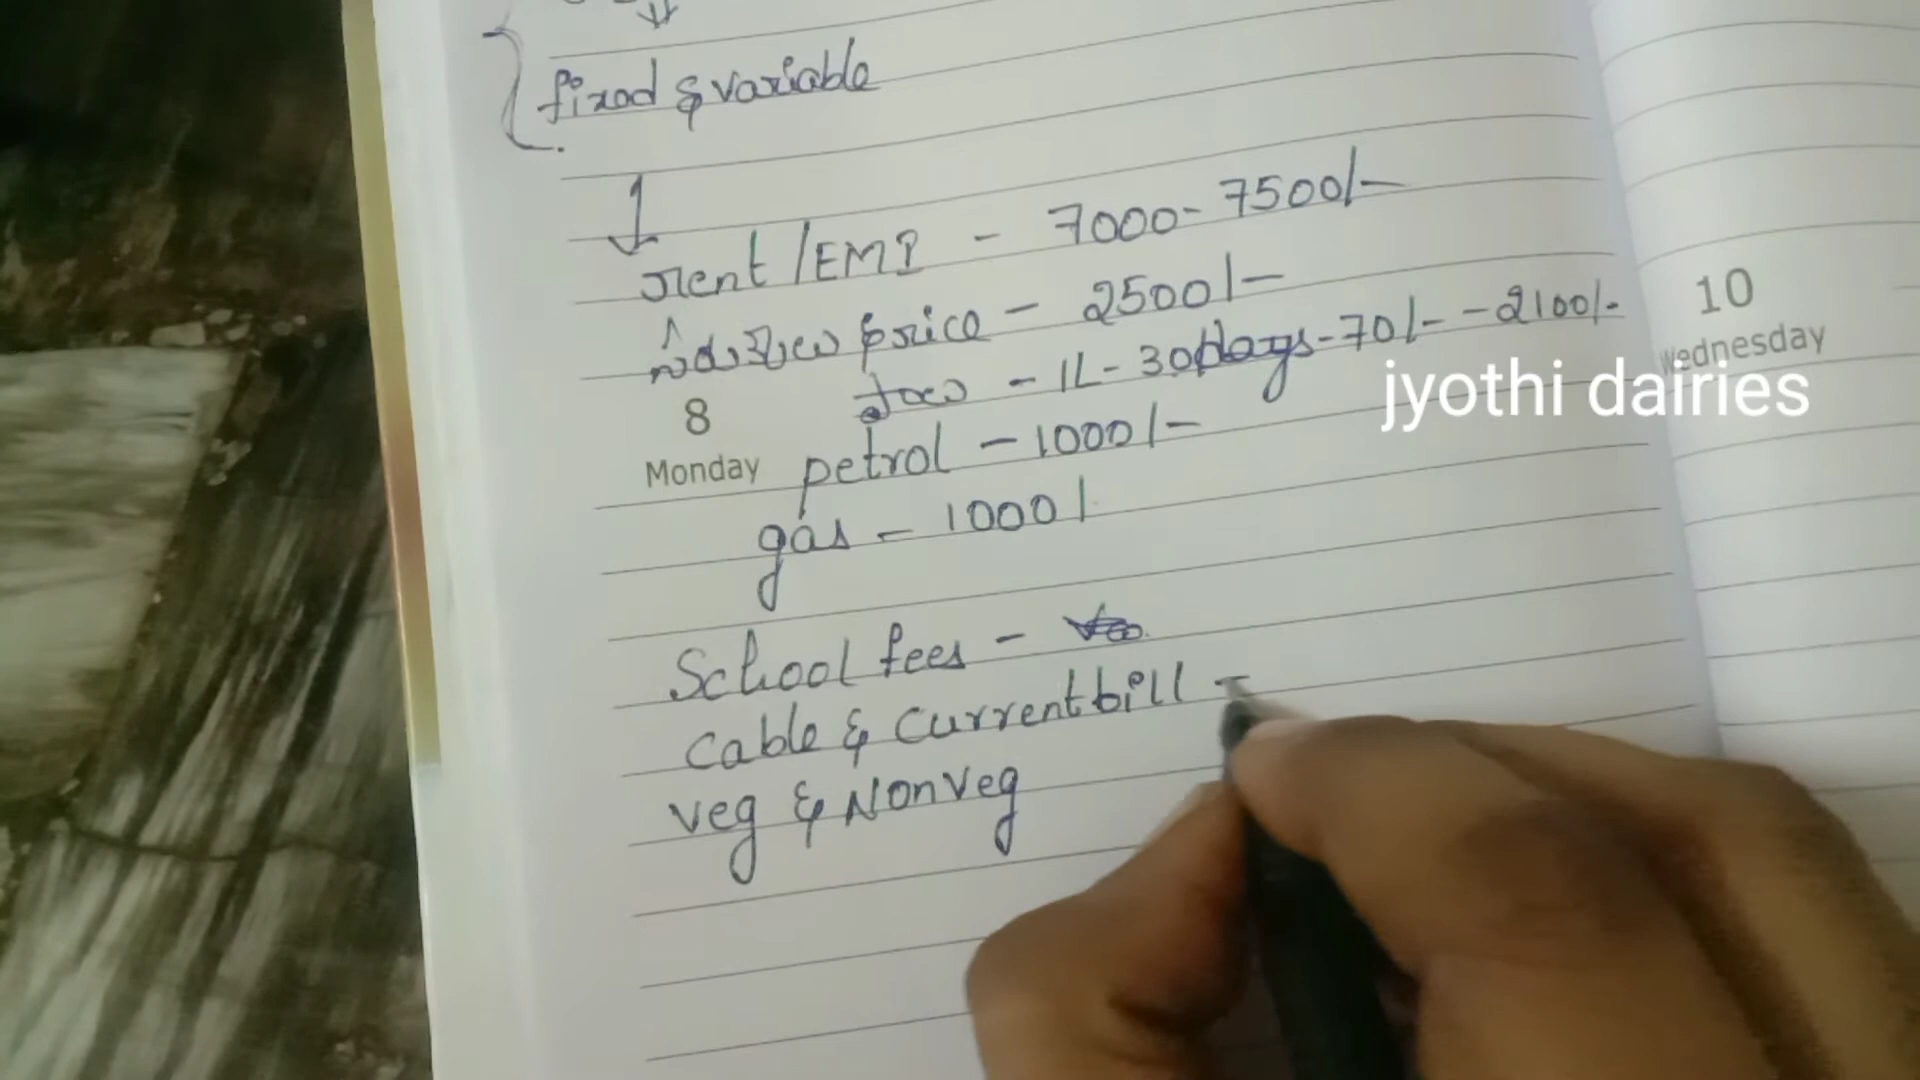 fixed & variable
rent /EMI - 7000- 7500/-
price - 2500/-
- 1L - 30days-70/- -2100/-
10
Wednesday
jyothi dairies
8
Monday
petrol - 1000/-
gas - 1000/
School fees -
Cable & Current bill -
veg & Nonveg